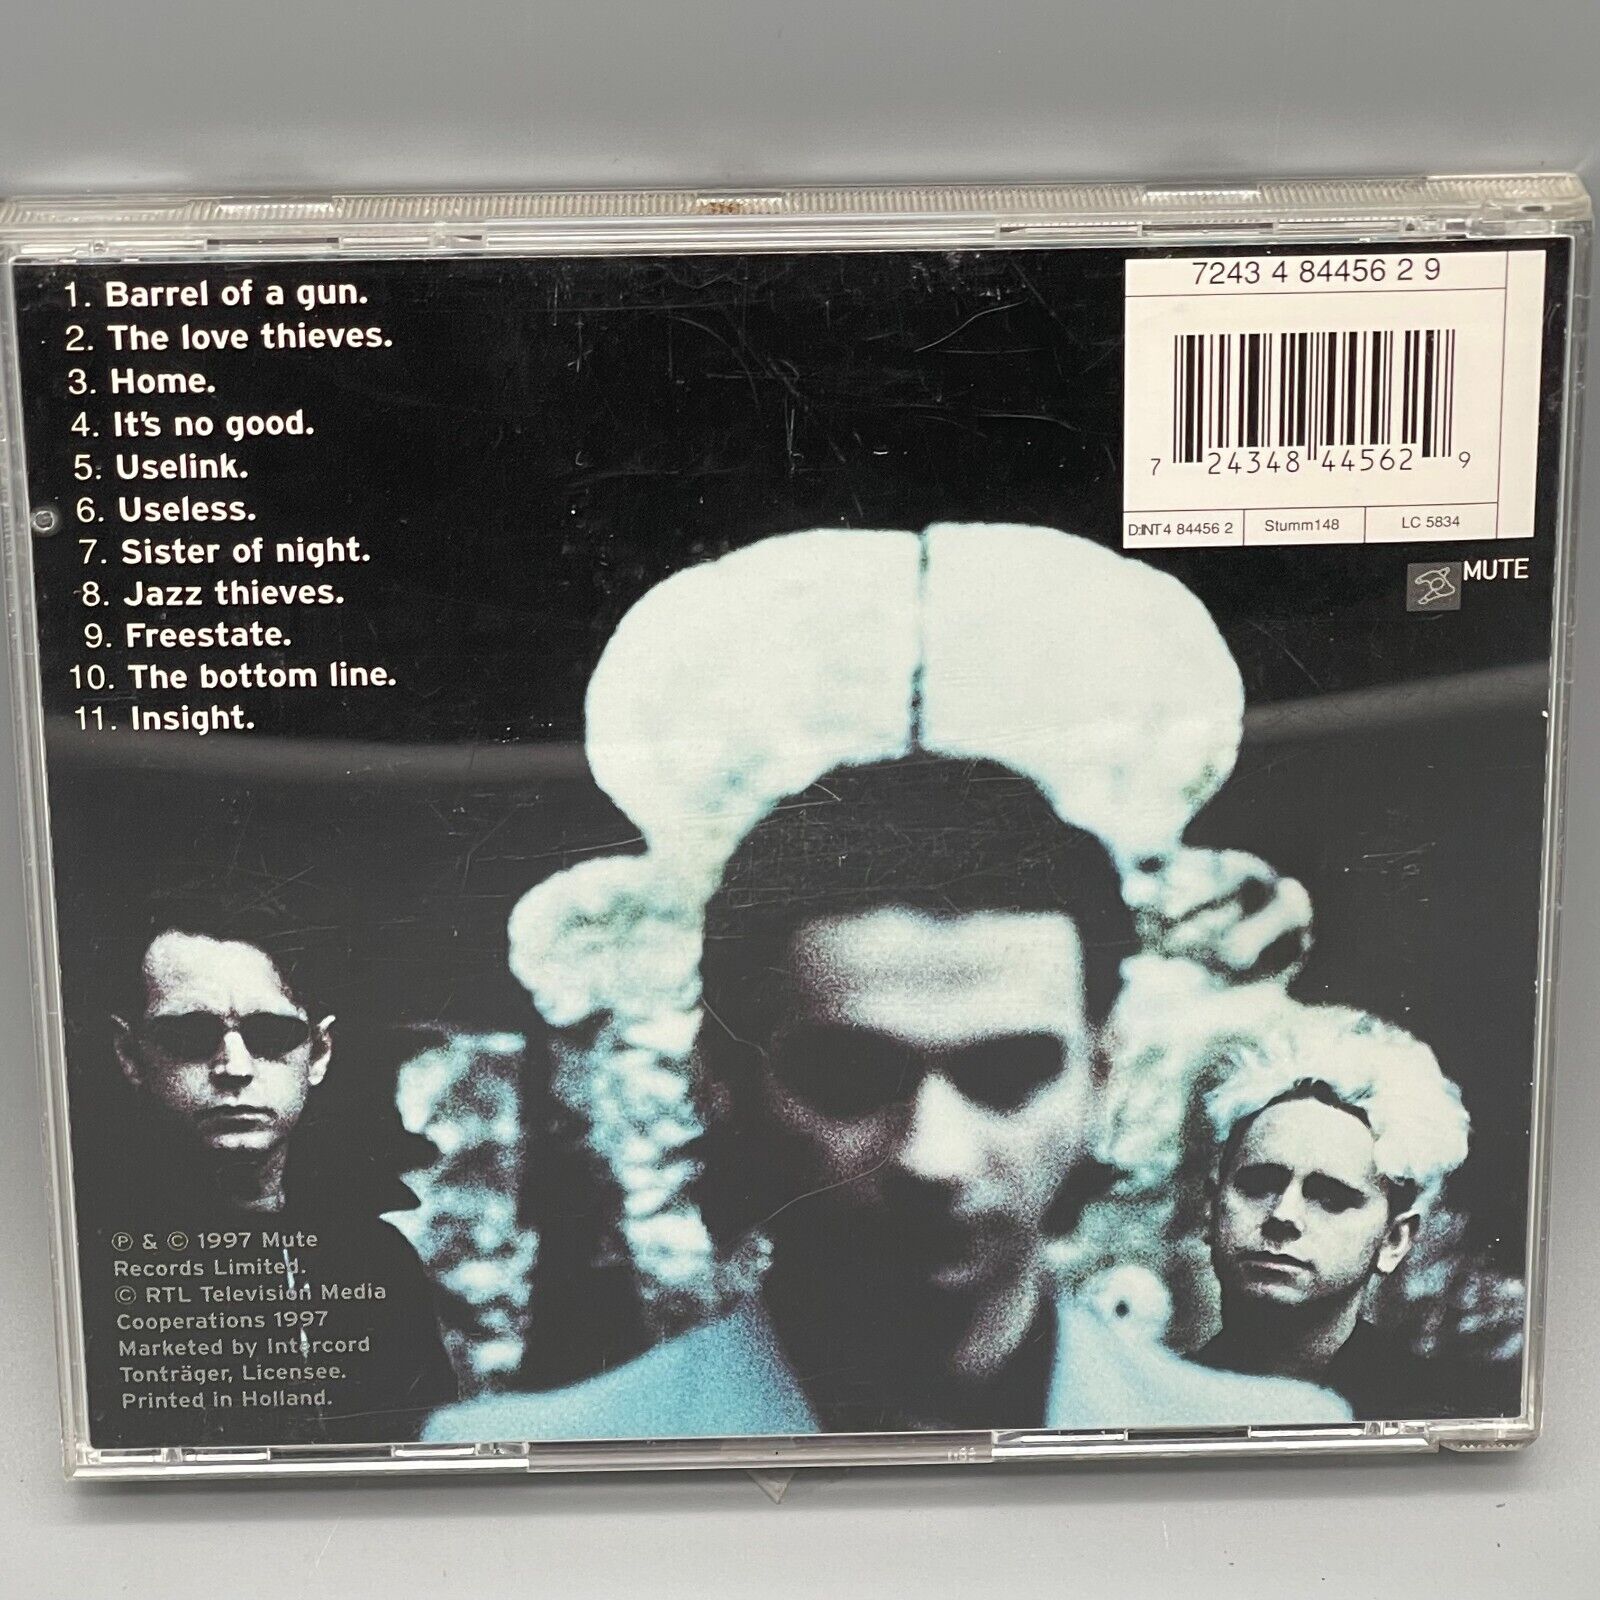 1. Barrel of a gun.
2. The love thieves.
3. Home.
4. It's no good.
5. Uselink.
6. Useless.
7. Sister of night.
8. Jazz thieves.
9. Freestate.
10. The bottom line.
11. Insight.
7243 4 84456 2 9
7 24348 44562 9
D:INT 4 84456 2
Stumm148
LC 5834
MUTE
℗ & © 1997 Mute
Records Limited.
© RTL Television Media
Cooperations 1997
Marketed by Intercord
Tonträger, Licensee.
Printed in Holland.